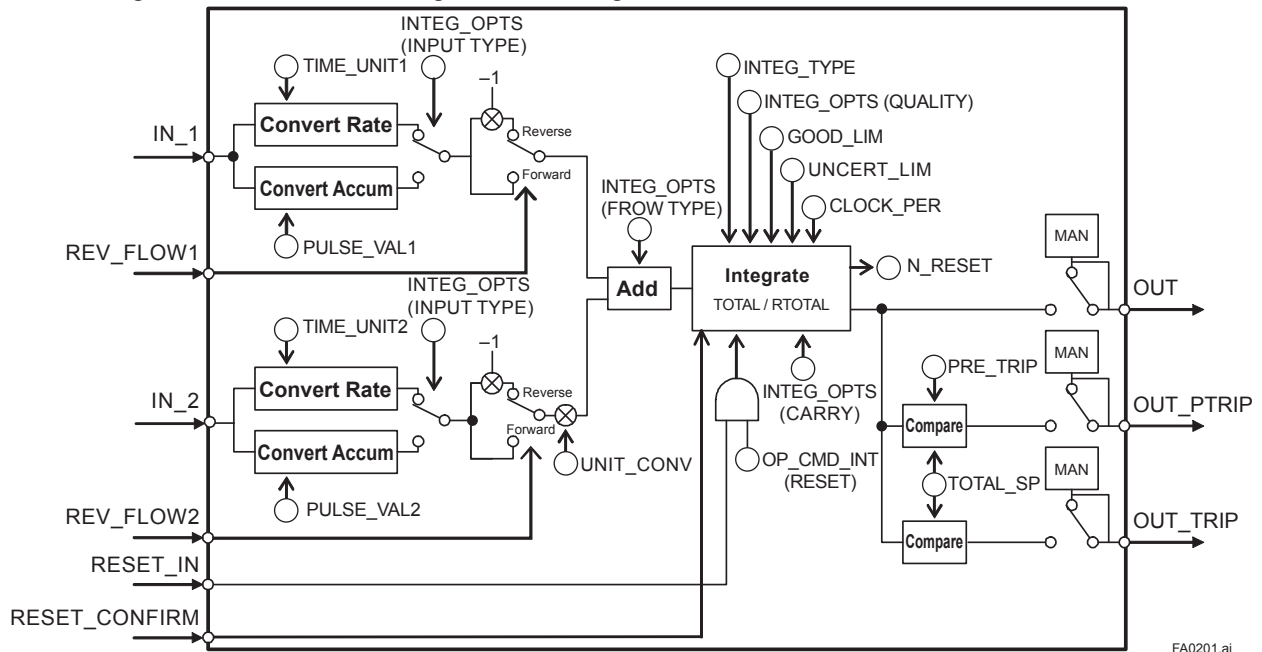 INTEG_OPTS
(INPUT TYPE)
TIME_UNIT1
–1
INTEG_TYPE
INTEG_OPTS (QUALITY)
GOOD_LIM
UNCERT_LIM
CLOCK_PER
IN_1
Convert Rate
Reverse
Convert Accum
Forward
PULSE_VAL1
REV_FLOW1
INTEG_OPTS
(FROW TYPE)
Add
Integrate
TOTAL / RTOTAL
N_RESET
MAN
OUT
INTEG_OPTS
(INPUT TYPE)
TIME_UNIT2
–1
IN_2
Convert Rate
Reverse
Convert Accum
Forward
UNIT_CONV
PULSE_VAL2
INTEG_OPTS
(CARRY)
OP_CMD_INT
(RESET)
PRE_TRIP
MAN
Compare
OUT_PTRIP
TOTAL_SP
MAN
Compare
OUT_TRIP
REV_FLOW2
RESET_IN
RESET_CONFIRM
FA0201.ai